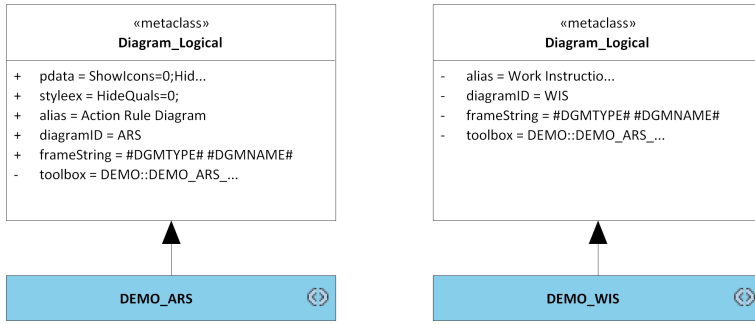 «metaclass»
Diagram_Logical
+ pdata = ShowIcons=0;Hid...
+ styleex = HideQuals=0;
+ alias = Action Rule Diagram
+ diagramID = ARS
+ frameString = #DGMTYPE# #DGMNAME#
- toolbox = DEMO::DEMO_ARS_...
DEMO_ARS
«metaclass»
Diagram_Logical
- alias = Work Instructio...
- diagramID = WIS
- frameString = #DGMTYPE# #DGMNAME#
- toolbox = DEMO::DEMO_ARS_...
DEMO_WIS